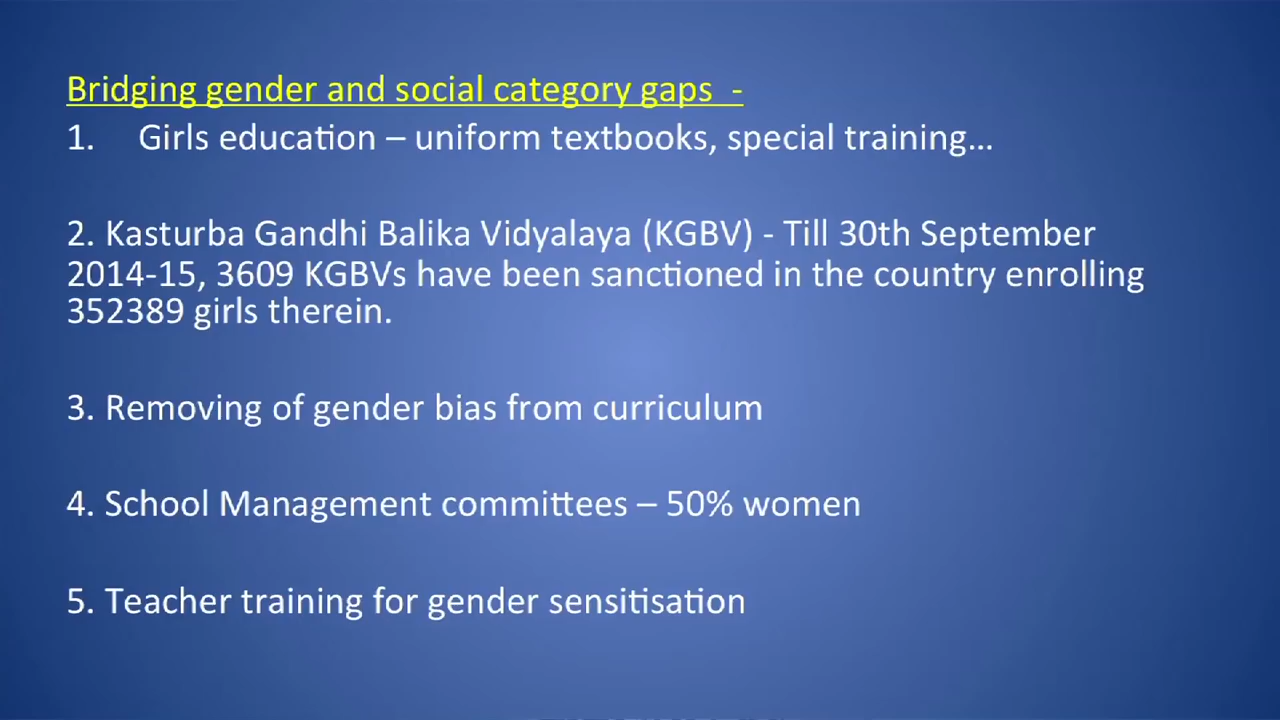 Bridging gender and social category gaps  -
1.    Girls education – uniform textbooks, special training…
2. Kasturba Gandhi Balika Vidyalaya (KGBV) - Till 30th September
2014-15, 3609 KGBVs have been sanctioned in the country enrolling
352389 girls therein.
3. Removing of gender bias from curriculum
4. School Management committees – 50% women
5. Teacher training for gender sensitisation